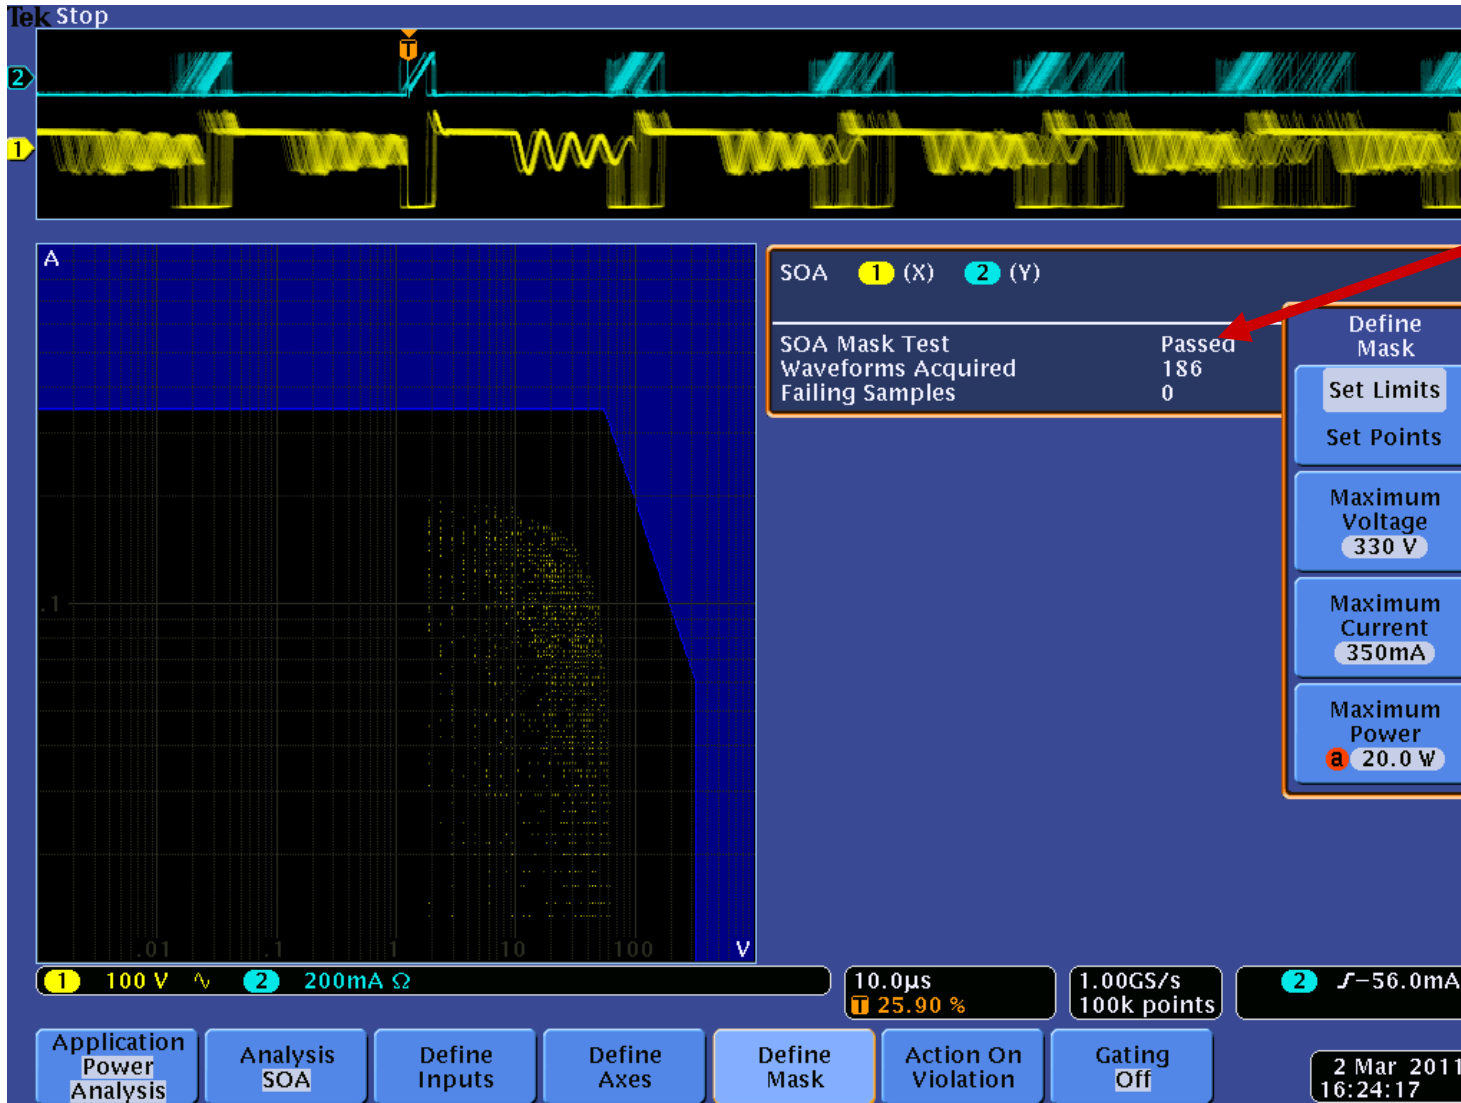 Tek Stop
T
2
1
A
.1
.01 .1 1 10 100 V
SOA 1 (X) 2 (Y)
SOA Mask Test Passed
Waveforms Acquired 186
Failing Samples 0
Define
Mask
Set Limits
Set Points
Maximum
Voltage
330 V
Maximum
Current
350mA
Maximum
Power
a 20.0 W
1 100 V 2 200mA Ω
10.0µs
T 25.90 %
1.00GS/s
100k points
2 -56.0mA
Application
Power
Analysis
Analysis
SOA
Define
Inputs
Define
Axes
Define
Mask
Action On
Violation
Gating
Off
2 Mar 2011
16:24:17